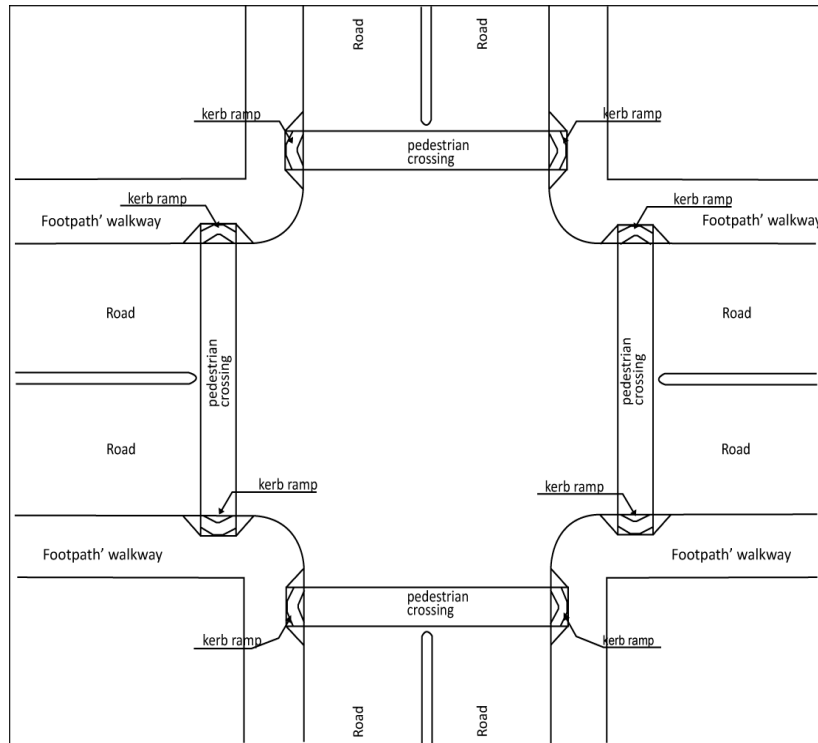 Road
Road
kerb ramp
kerb ramp
pedestrian
crossing
kerb ramp
kerb ramp
Footpath' walkway
Footpath' walkway
Road
Road
pedestrian
crossing
pedestrian
crossing
Road
Road
kerb ramp
kerb ramp
Footpath' walkway
Footpath' walkway
pedestrian
crossing
kerb ramp
kerb ramp
Road
Road